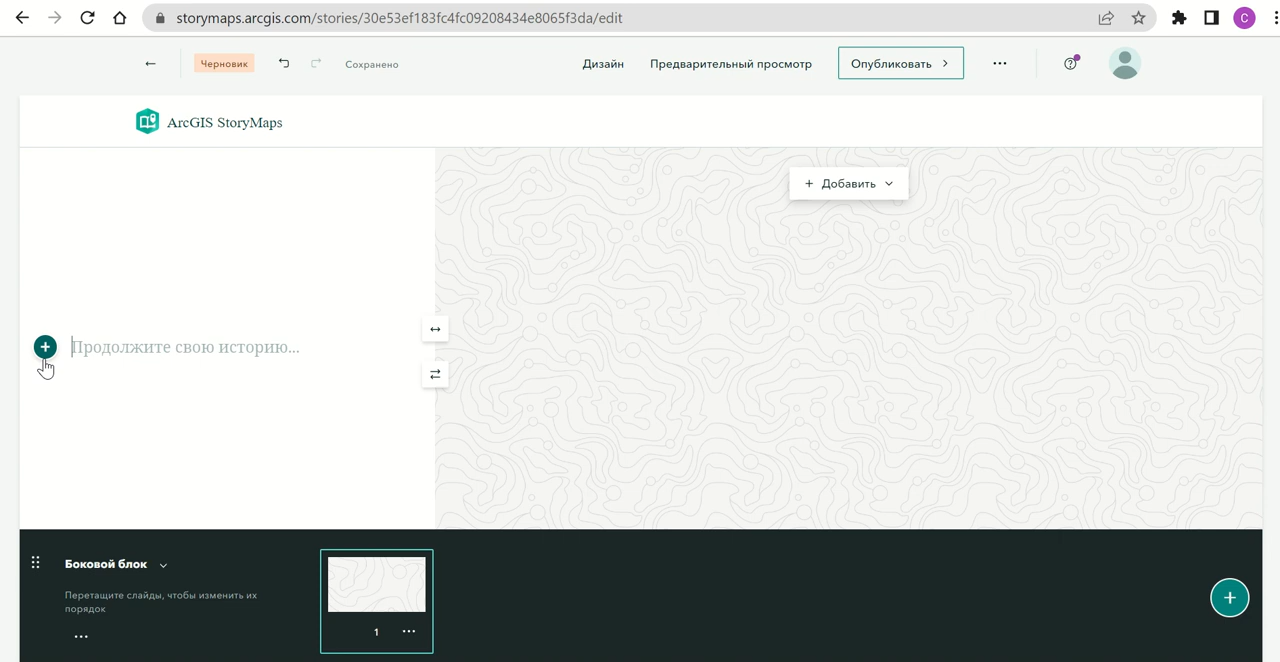 storymaps.arcgis.com/stories/30e53ef183fc4fc09208434e8065f3da/edit
C
Черновик
Сохранено
Дизайн
Предварительный просмотр
Опубликовать
ArcGIS StoryMaps
+ Добавить
Продолжите свою историю...
Боковой блок
Перетащите слайды, чтобы изменить их
порядок
1